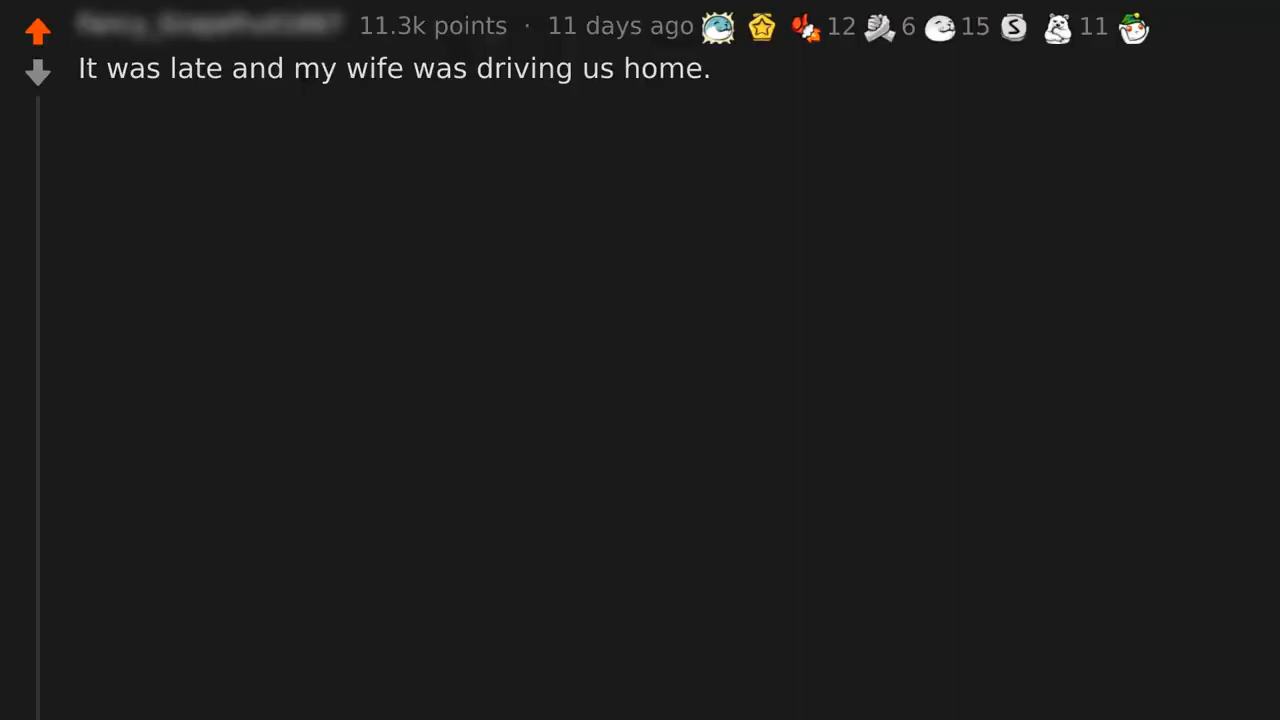 11.3k points · 11 days ago 12 6 15 S 11
It was late and my wife was driving us home.